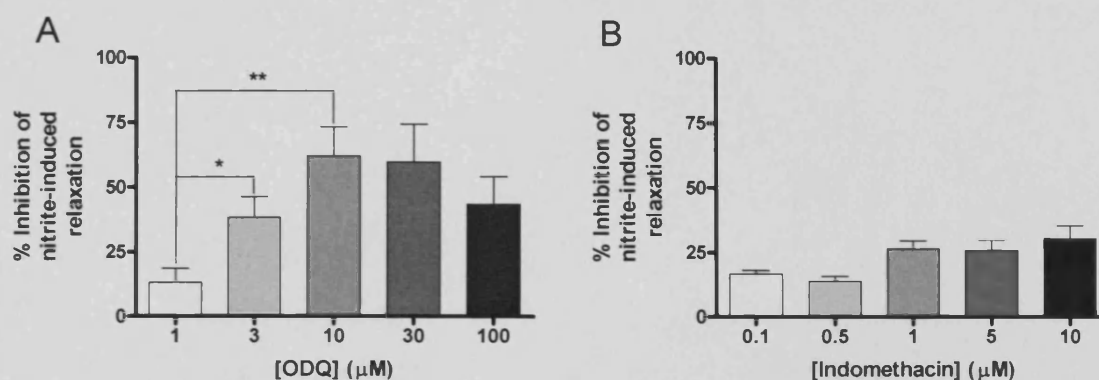 A
% Inhibition of
nitrite-induced
relaxation
100
75
50
25
0
**
*
1 3 10 30 100
[ODQ] (μM)
B
% Inhibition of
nitrite-induced
relaxation
100
75
50
25
0
0.1 0.5 1 5 10
[Indomethacin] (μM)